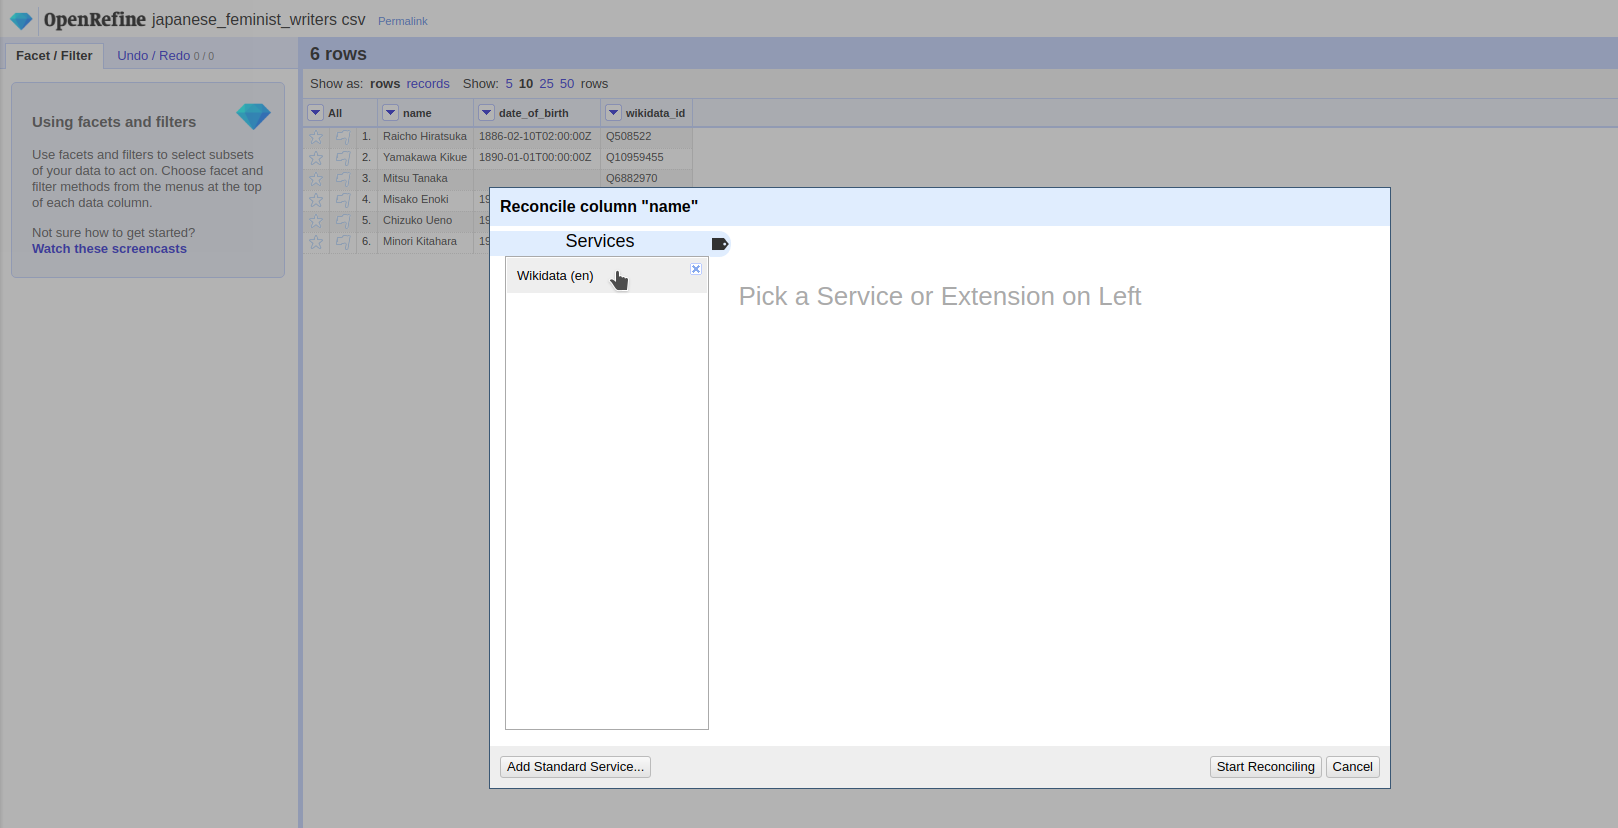 OpenRefine japanese_feminist_writers csv Permalink
Facet / Filter Undo / Redo 0 / 0
6 rows
Show as: rows records Show: 5 10 25 50 rows
All name date_of_birth wikidata_id
1. Raicho Hiratsuka 1886-02-10T02:00:00Z Q508522
2. Yamakawa Kikue 1890-01-01T00:00:00Z Q10959455
3. Mitsu Tanaka Q6882970
4. Misako Enoki 19
5. Chizuko Ueno 19
6. Minori Kitahara 19
Using facets and filters
Use facets and filters to select subsets
of your data to act on. Choose facet and
filter methods from the menus at the top
of each data column.
Not sure how to get started?
Watch these screencasts
Reconcile column "name"
Services
Wikidata (en)
Pick a Service or Extension on Left
Add Standard Service... Start Reconciling Cancel